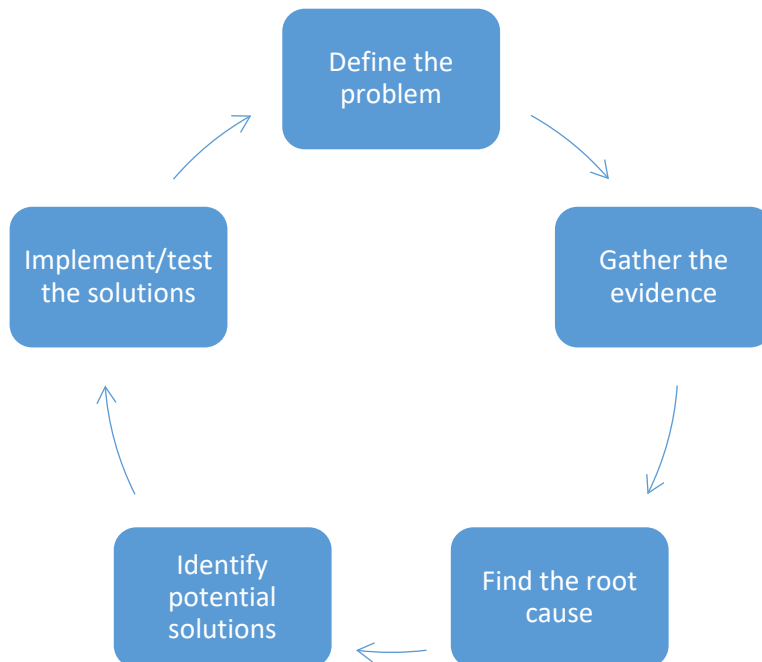 Define the
problem
Gather the
evidence
Find the root
cause
Identify
potential
solutions
Implement/test
the solutions